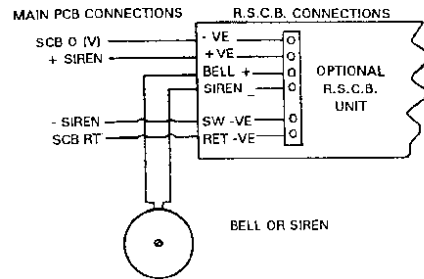 MAIN PCB CONNECTIONS
R.S.C.B. CONNECTIONS
SCB O (V)
- VE
+ SIREN
+ VE
BELL +
SIREN _
OPTIONAL
R.S.C.B.
UNIT
- SIREN
SW -VE
SCB RT
RET -VE
BELL OR SIREN